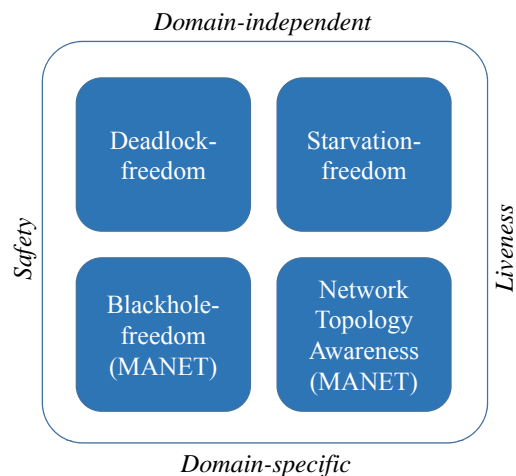 Domain-independent
Deadlock-
freedom
Starvation-
freedom
Safety
Liveness
Blackhole-
freedom
(MANET)
Network
Topology
Awareness
(MANET)
Domain-specific